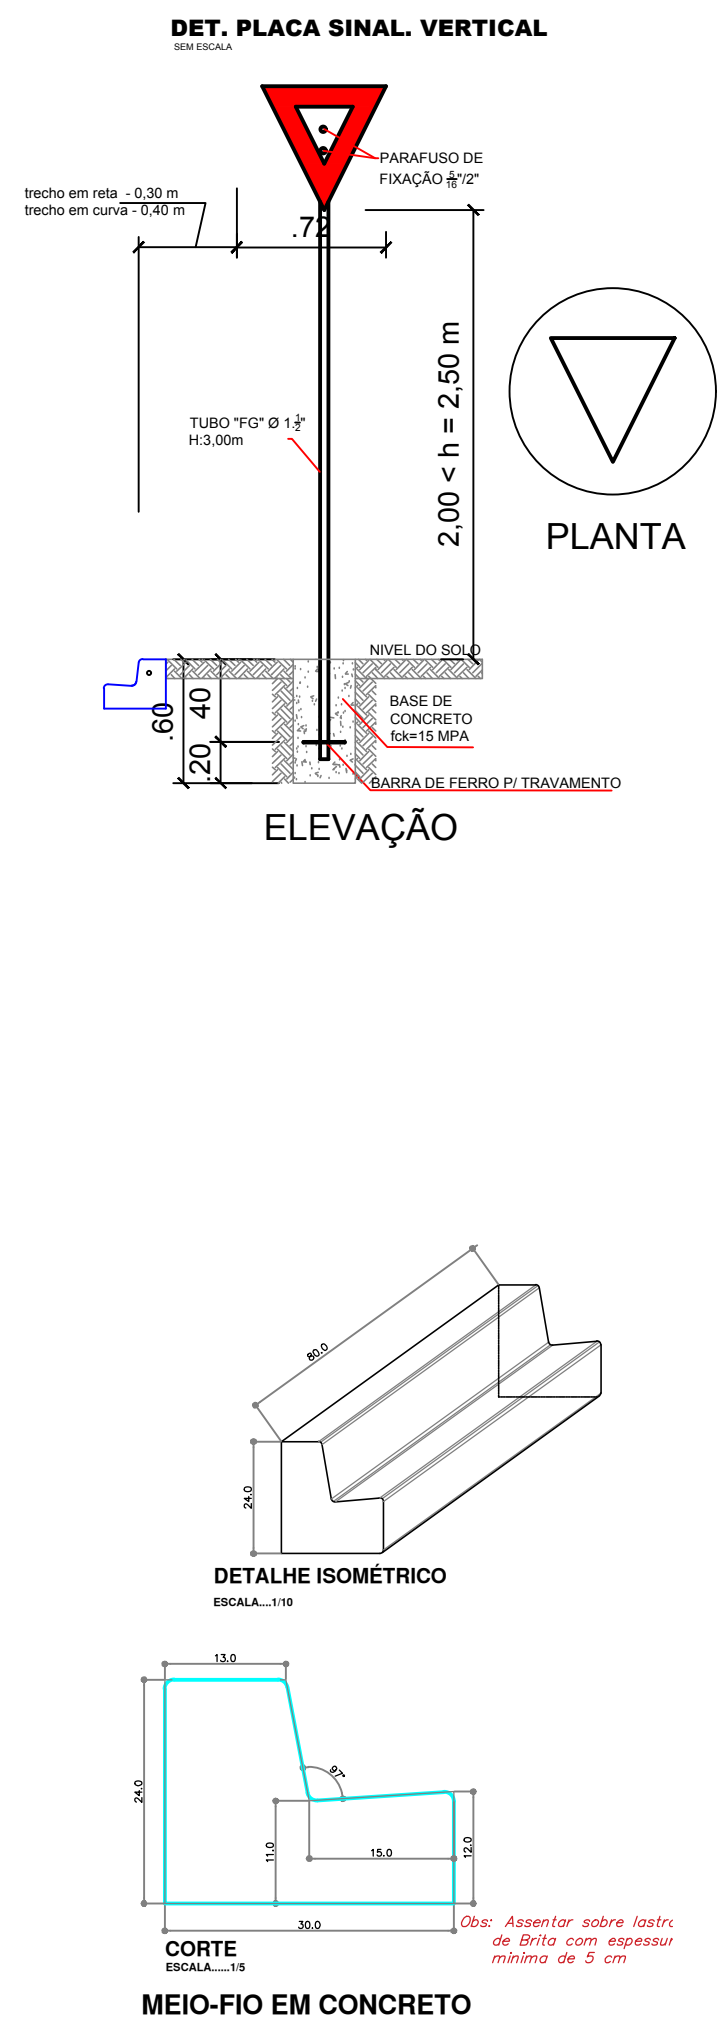 DET. PLACA SINAL. VERTICAL
SEM ESCALA
PARAFUSO DE
FIXAÇÃO 5/16"/2"
trecho em reta - 0,30 m
trecho em curva - 0,40 m
.72
2,00 < h = 2,50 m
TUBO "FG" Ø 1.1/2"
H:3,00m
PLANTA
NIVEL DO SOLO
.60
40
.20
BASE DE
CONCRETO
fck=15 MPA
BARRA DE FERRO P/ TRAVAMENTO
ELEVAÇÃO
80.0
24.0
DETALHE ISOMÉTRICO
ESCALA....1/10
13.0
97°
24.0
11.0
15.0
12.0
30.0
Obs: Assentar sobre lastro
de Brita com espessur
minima de 5 cm
CORTE
ESCALA......1/5
MEIO-FIO EM CONCRETO